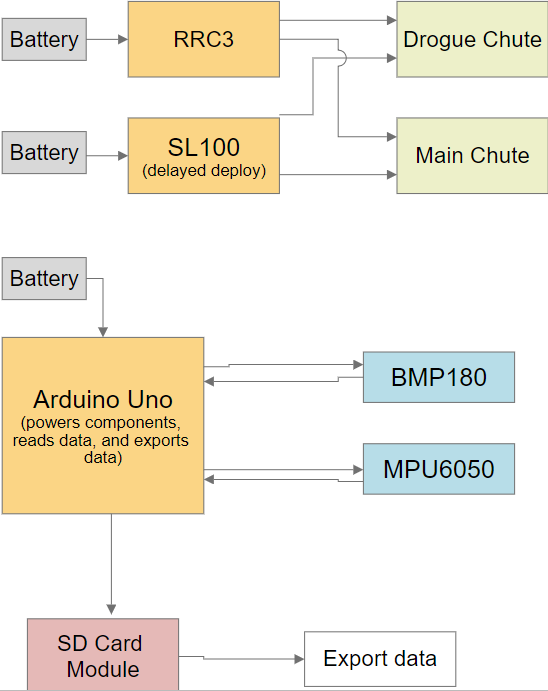 Battery
RRC3
Drogue Chute
Battery
SL100
(delayed deploy)
Main Chute
Battery
Arduino Uno
(powers components,
reads data, and exports
data)
BMP180
MPU6050
SD Card
Module
Export data